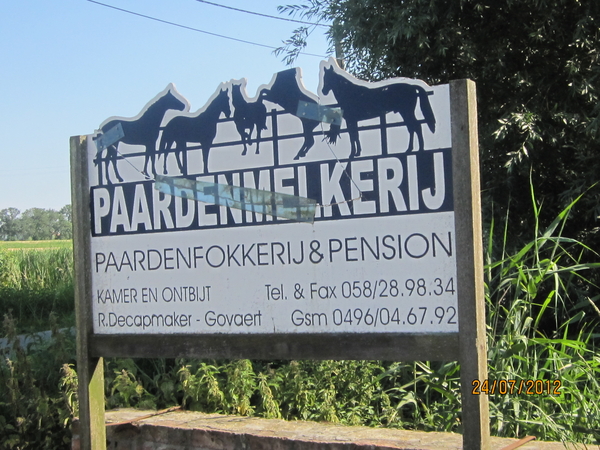 PAARDENMELKERIJ
PAARDENFOKKERIJ&PENSION
KAMER EN ONTBIJT Tel. & Fax 058/28.98.34
R.Decapmaker - Govaert Gsm 0496/04.67.92
24/07/2012